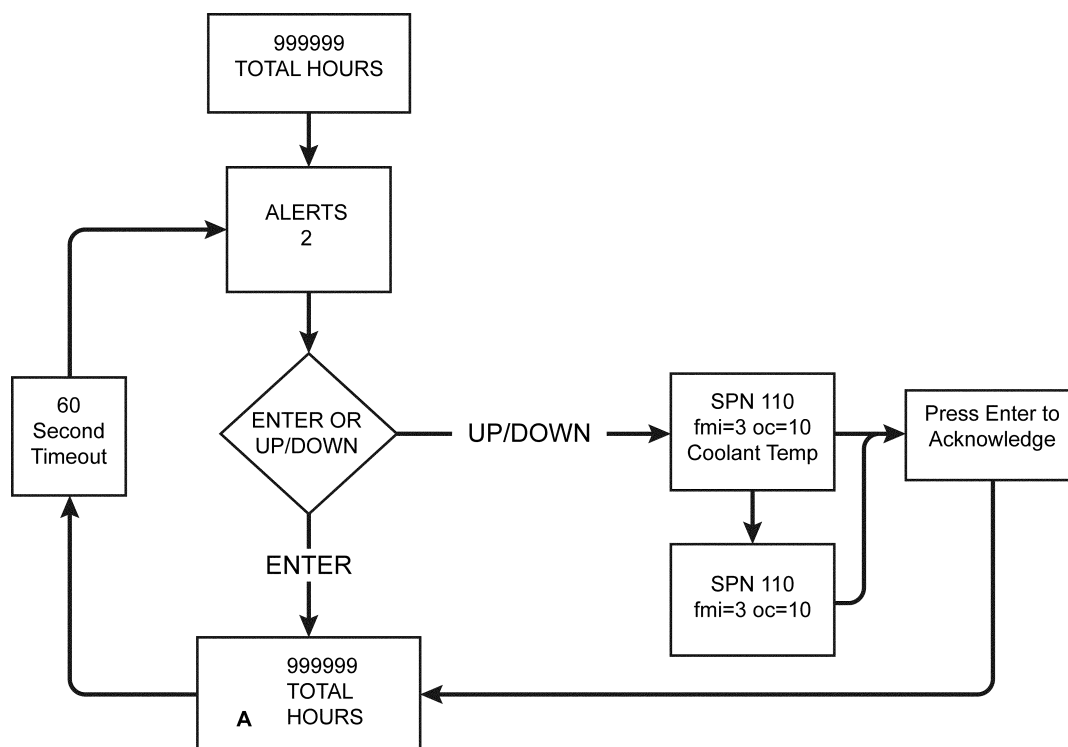 999999
TOTAL HOURS
ALERTS
2
60
Second
Timeout
ENTER OR
UP/DOWN
UP/DOWN
SPN 110
fmi=3 oc=10
Coolant Temp
Press Enter to
Acknowledge
ENTER
SPN 110
fmi=3 oc=10
999999
TOTAL
A HOURS